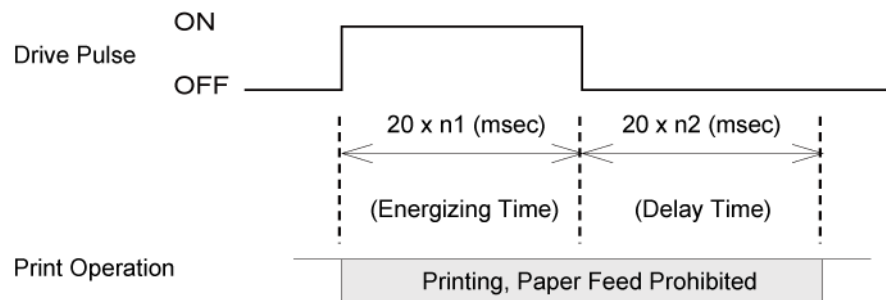 ON
Drive Pulse
OFF
20 x n1 (msec) 20 x n2 (msec)
(Energizing Time) (Delay Time)
Print Operation
Printing, Paper Feed Prohibited